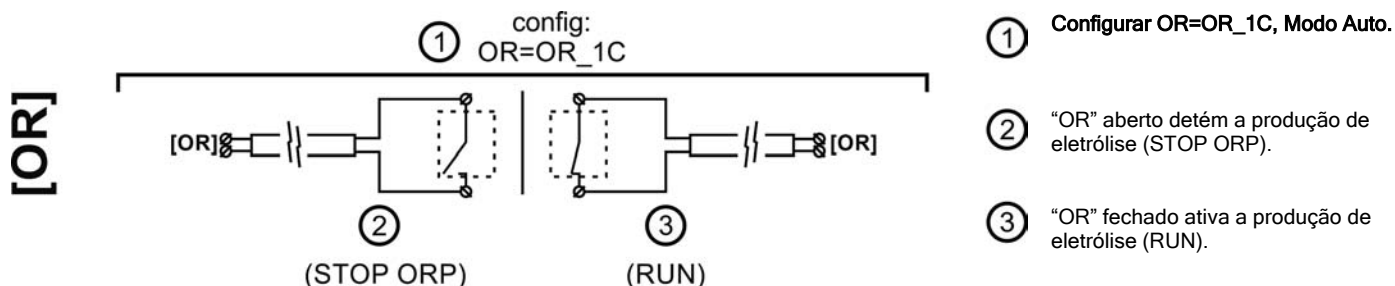 [OR]
1
config:
OR=OR_1C
[OR]
[OR]
2
3
(STOP ORP)
(RUN)
1
Configurar OR=OR_1C, Modo Auto.
2
“OR” aberto detém a produção de
eletrólise (STOP ORP).
3
“OR” fechado ativa a produção de
eletrólise (RUN).